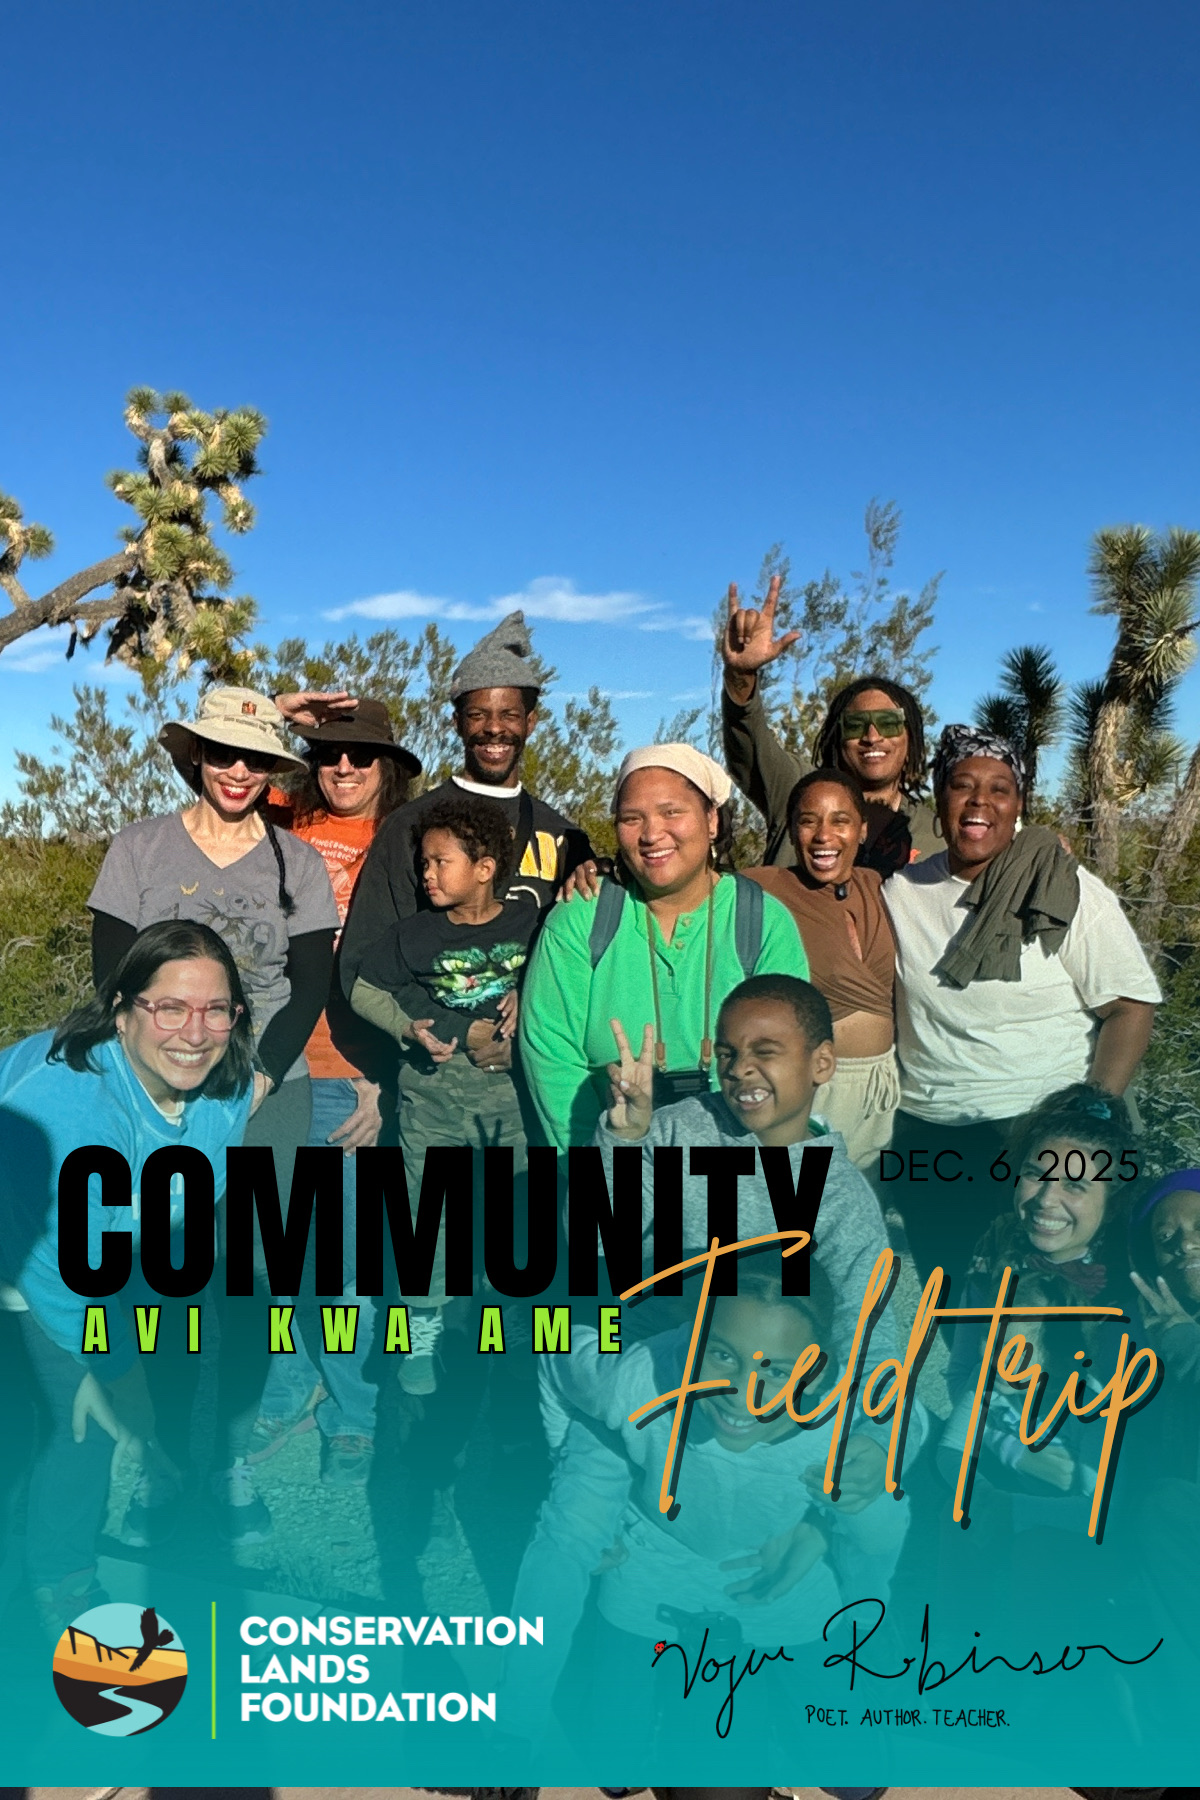 DEC. 6, 2025
COMMUNITY
AVI KWA AME
Field trip
CONSERVATION
LANDS
FOUNDATION
Vogue Robinson
POET. AUTHOR. TEACHER.